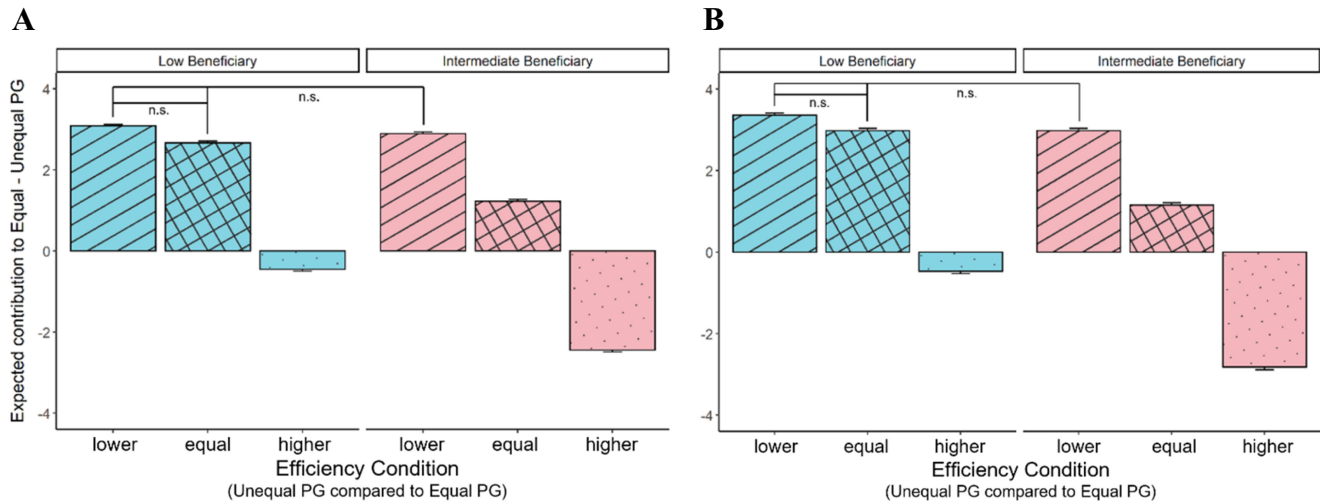 A
Low Beneficiary
Intermediate Beneficiary
Expected contribution to Equal - Unequal PG
4
2
0
-2
-4
n.s.
n.s.
lower
equal
higher
lower
equal
higher
Efficiency Condition
(Unequal PG compared to Equal PG)
B
Low Beneficiary
Intermediate Beneficiary
4
2
0
-2
-4
n.s.
n.s.
lower
equal
higher
lower
equal
higher
Efficiency Condition
(Unequal PG compared to Equal PG)